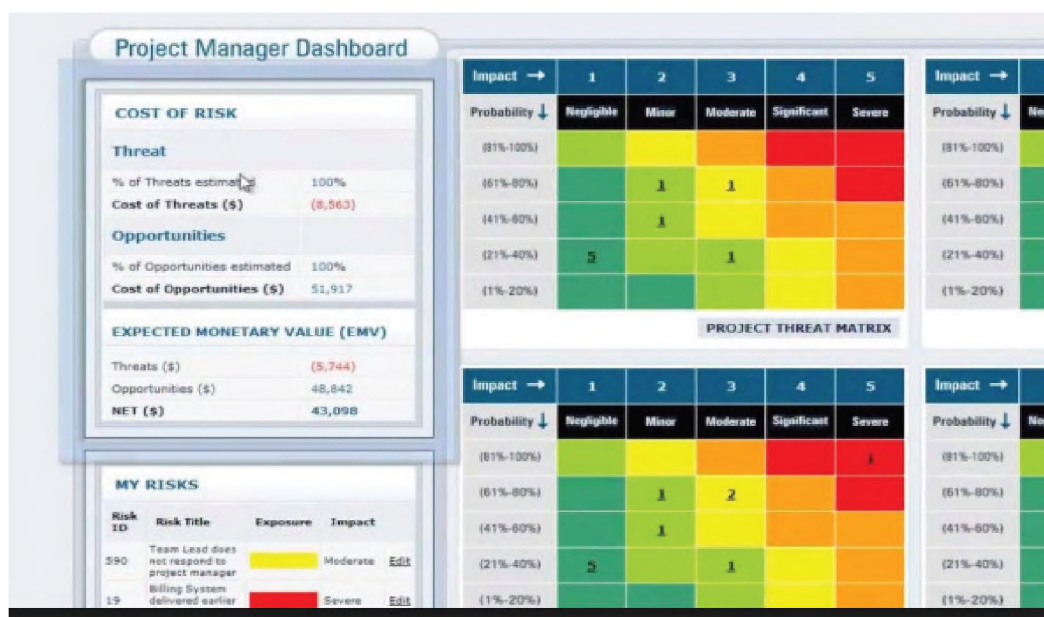 Project Manager Dashboard
COST OF RISK
Threat
% of Threats estimated 100%
Cost of Threats ($) (8,563)
Opportunities
% of Opportunities estimated 100%
Cost of Opportunities ($) 51,917
EXPECTED MONETARY VALUE (EMV)
Threats ($) (5,744)
Opportunities ($) 48,842
NET ($) 43,098
MY RISKS
Risk ID Risk Title Exposure Impact
590 Team Lead does not respond to project manager Moderate Edit
19 Billing System delivered earlier Severe Edit
Impact → 1 2 3 4 5
Probability ↓ Negligible Minor Moderate Significant Severe
(81%-100%)
(61%-80%) 1 1
(41%-60%) 1
(21%-40%) 5 1
(1%-20%)
PROJECT THREAT MATRIX
Impact → 1 2 3 4 5
Probability ↓ Negligible Minor Moderate Significant Severe
(81%-100%) 1
(61%-80%) 1 2
(41%-60%) 1
(21%-40%) 5 1
(1%-20%)
Impact →
Probability ↓ Ne
(81%-100%)
(61%-80%)
(41%-60%)
(21%-40%)
(1%-20%)
Impact →
Probability ↓ Ne
(81%-100%)
(61%-80%)
(41%-60%)
(21%-40%)
(1%-20%)